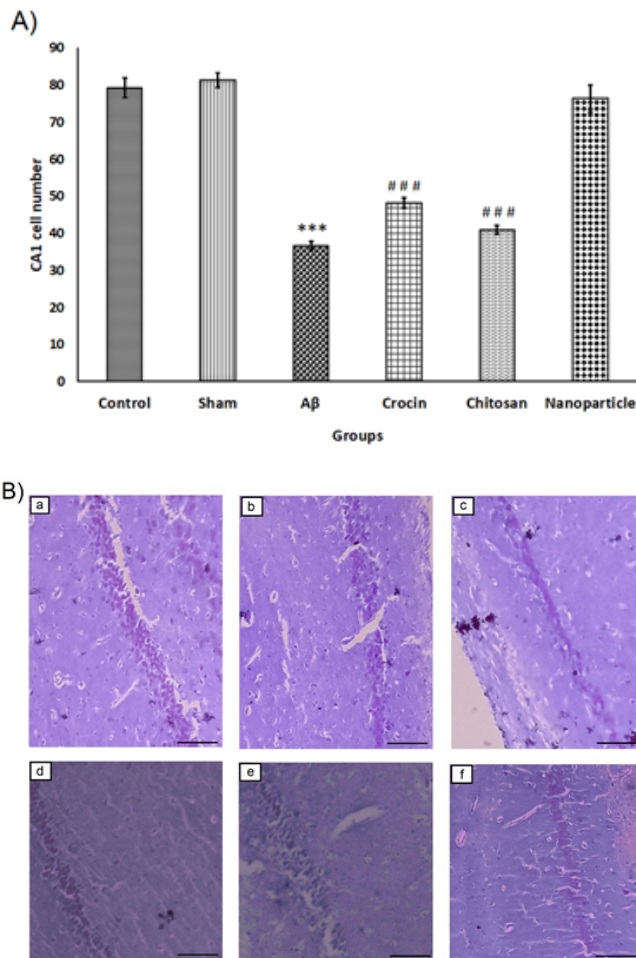 A)
90
80
70
60
50
40
30
20
10
0
CA1 cell number
***
# # #
# # #
Control Sham Aβ Crocin Chitosan Nanoparticle
Groups
B)
a b c
d e f